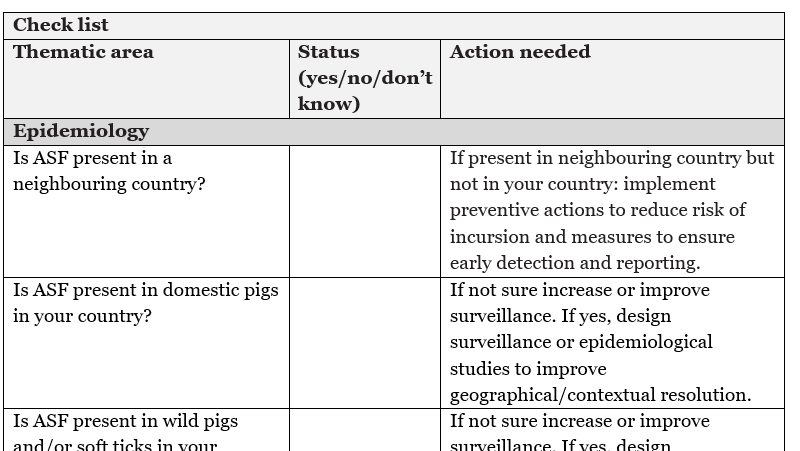 Check list
Thematic area
Status
(yes/no/don't
know)
Action needed
Epidemiology
Is ASF present in a
neighbouring country?
If present in neighbouring country but
not in your country: implement
preventive actions to reduce risk of
incursion and measures to ensure
early detection and reporting.
Is ASF present in domestic pigs
in your country?
If not sure increase or improve
surveillance. If yes, design
surveillance or epidemiological
studies to improve
geographical/contextual resolution.
Is ASF present in wild pigs
and/or soft ticks in your
If not sure increase or improve
surveillance. If yes, design